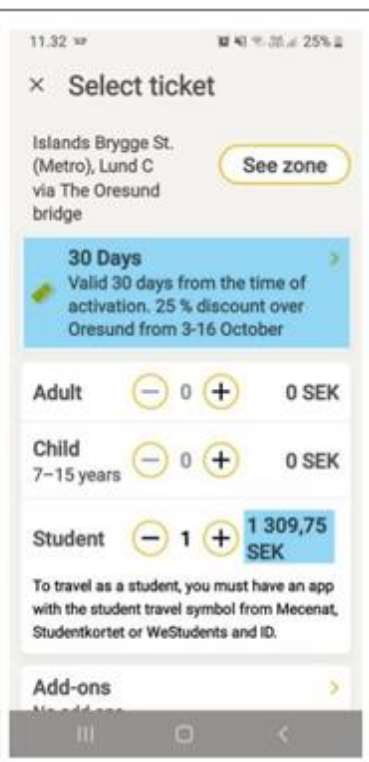 11.32
25%
× Select ticket
Islands Brygge St.
(Metro), Lund C
via The Oresund
bridge
See zone
30 Days
Valid 30 days from the time of
activation. 25 % discount over
Oresund from 3-16 October
Adult − 0 + 0 SEK
Child
7–15 years
− 0 + 0 SEK
Student − 1 + 1 309,75
SEK
To travel as a student, you must have an app
with the student travel symbol from Mecenat,
Studentkortet or WeStudents and ID.
Add-ons
No add-ons